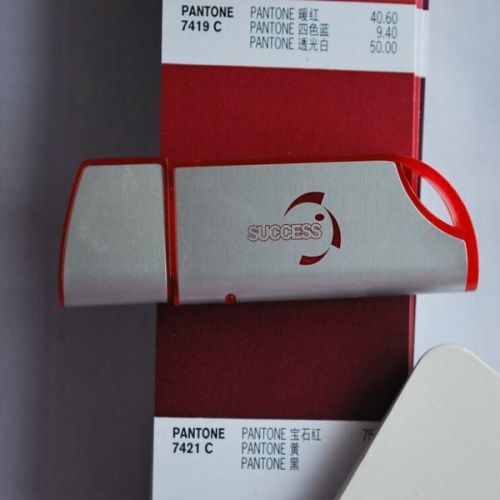 PANTONE PANTONE 暖红 40.60
7419 C PANTONE 四色蓝 9.40
PANTONE 透光白 50.00
SUCCESS
PANTONE PANTONE 宝石红
7421 C PANTONE 黄
PANTONE 黑